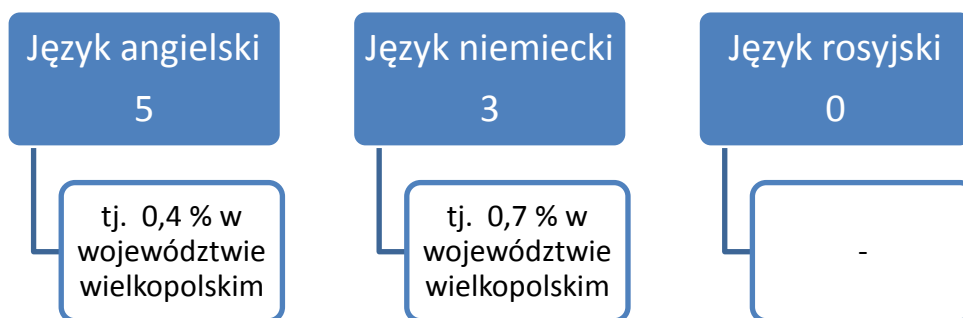 Język angielski
5
tj. 0,4 % w
województwie
wielkopolskim
Język niemiecki
3
tj. 0,7 % w
województwie
wielkopolskim
Język rosyjski
0
-